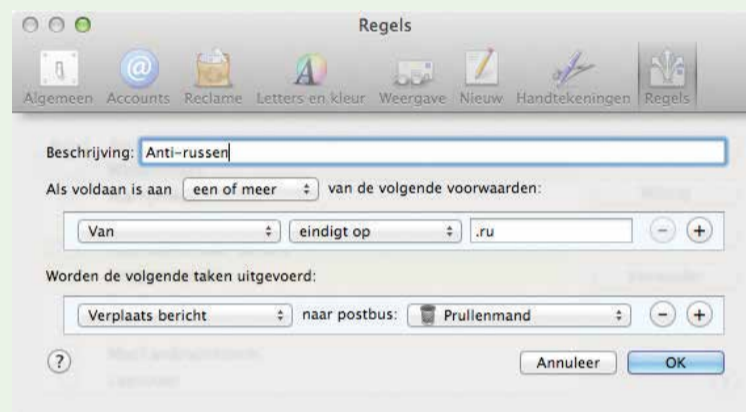 Regels
Algemeen Accounts Reclame Letters en kleur Weergave Nieuw Handtekeningen Regels
Beschrijving: Anti-russen
Als voldaan is aan een of meer van de volgende voorwaarden:
Van eindigt op .ru
Worden de volgende taken uitgevoerd:
Verplaats bericht naar postbus: Prullenmand
? Annuleer OK